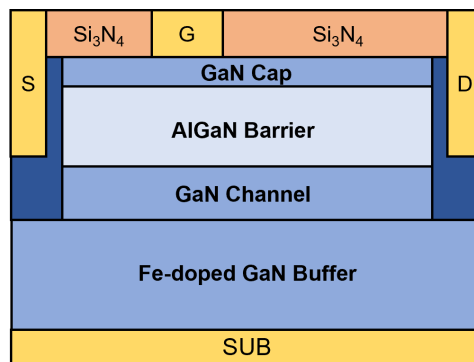 Si₃N₄ G Si₃N₄
S GaN Cap D
AlGaN Barrier
GaN Channel
Fe-doped GaN Buffer
SUB